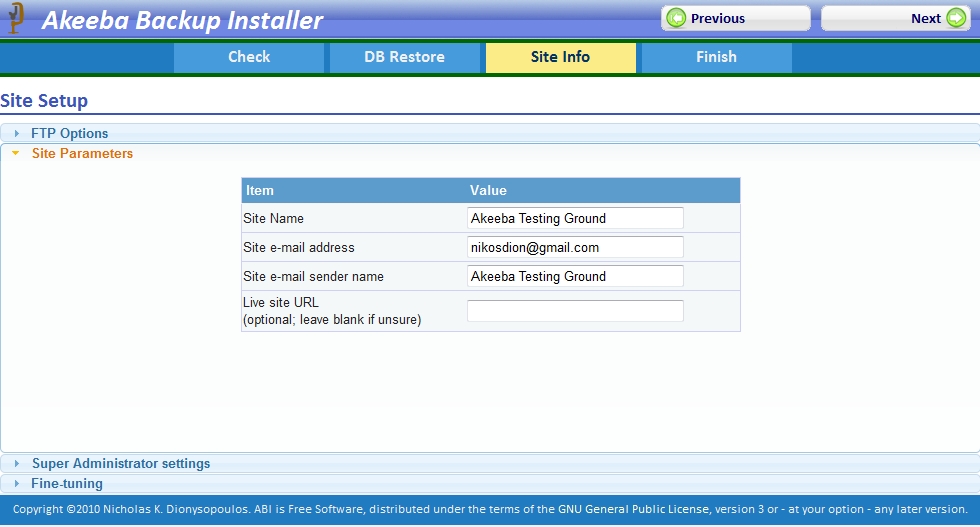 Akeeba Backup Installer
Previous
Next
Check
DB Restore
Site Info
Finish
Site Setup
FTP Options
Site Parameters
Item Value
Site Name Akeeba Testing Ground
Site e-mail address nikosdion@gmail.com
Site e-mail sender name Akeeba Testing Ground
Live site URL
(optional; leave blank if unsure)
Super Administrator settings
Fine-tuning
Copyright ©2010 Nicholas K. Dionysopoulos. ABI is Free Software, distributed under the terms of the GNU General Public License, version 3 or - at your option - any later version.